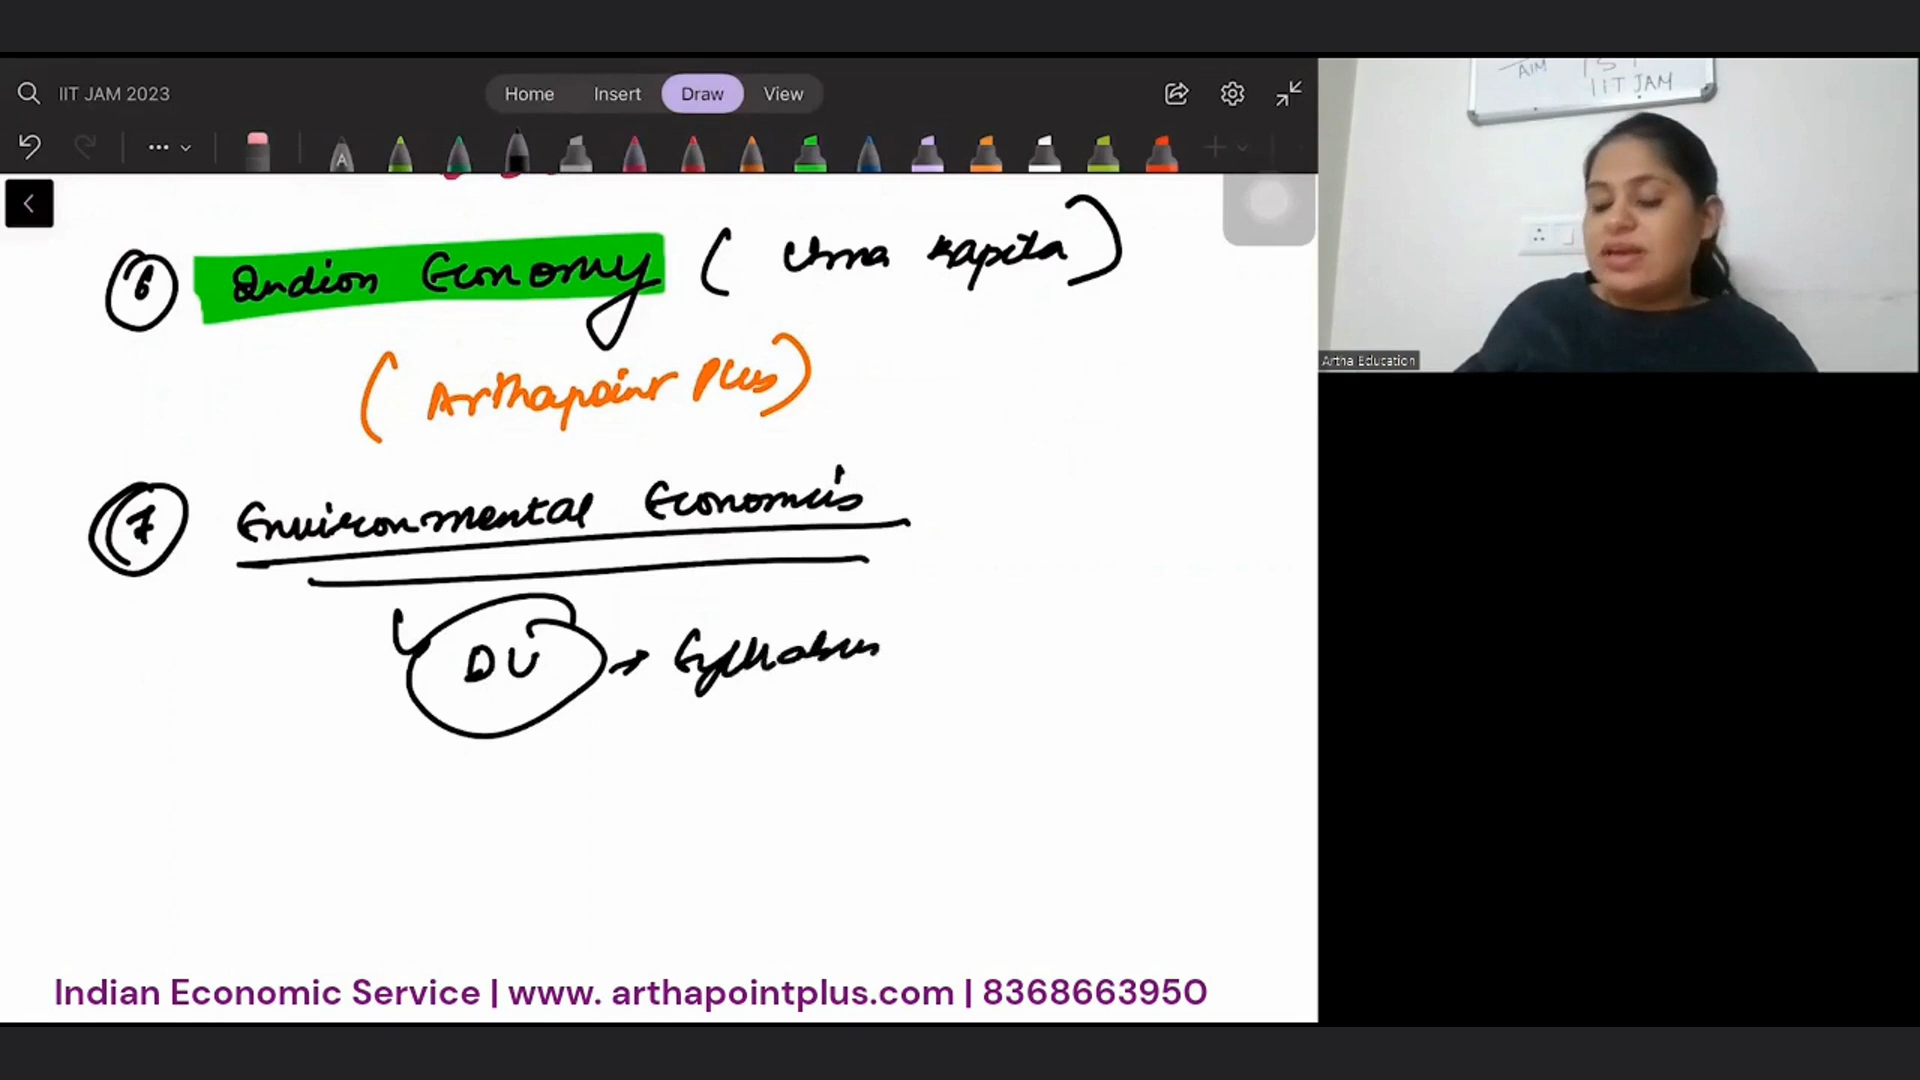 IIT JAM 2023
Home Insert Draw View
A
AIM
IIT JAM
⑥ Indian Economy (Uma Kapila)
(Arthapoint Plus)
⑦ Environmental Economics
DU → Syllabus
Artha Education
Indian Economic Service | www. arthapointplus.com | 8368663950